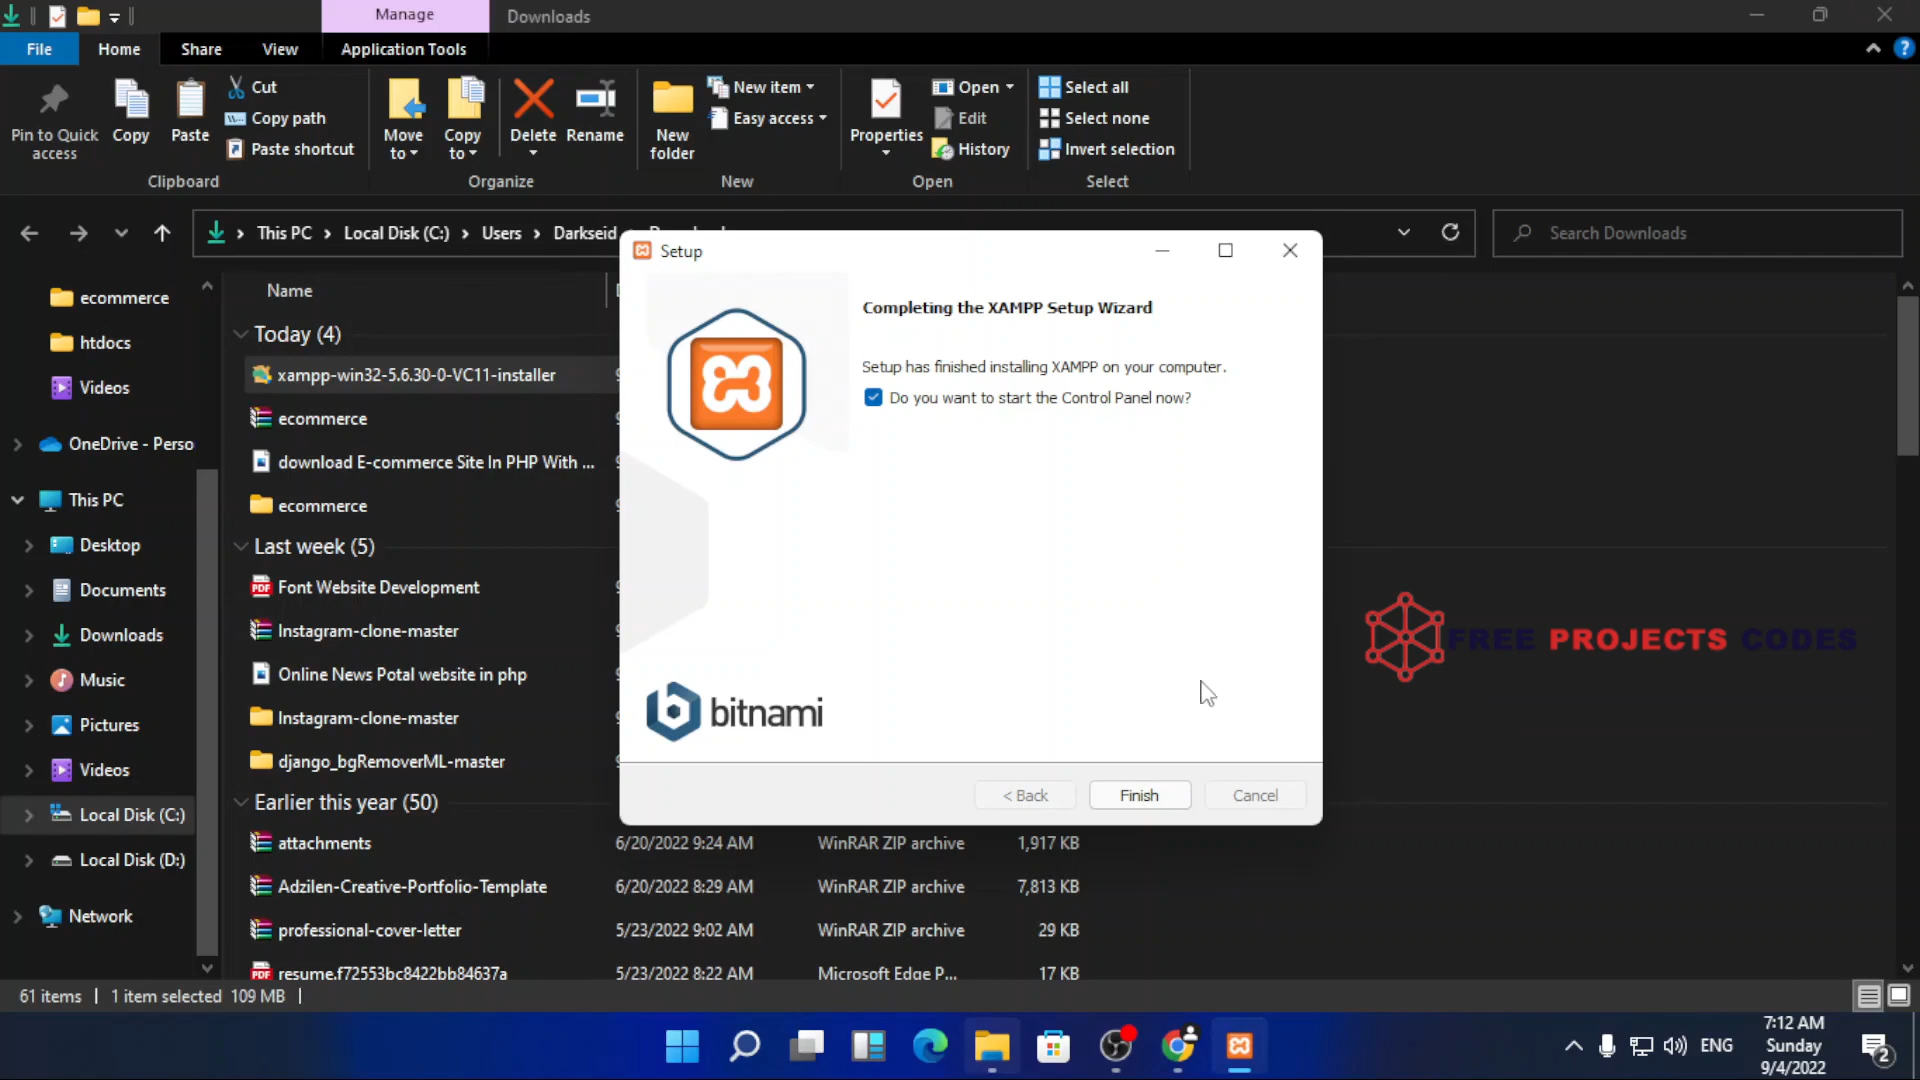 Manage
Downloads
File
Home
Share
View
Application Tools
Pin to Quick access
Copy
Paste
Cut
Copy path
Paste shortcut
Clipboard
Move to
Copy to
Delete
Rename
Organize
New folder
New item
Easy access
New
Properties
Open
Edit
History
Open
Select all
Select none
Invert selection
Select
This PC
Local Disk (C:)
Users
Darkseid
Search Downloads
ecommerce
htdocs
Videos
OneDrive - Perso
This PC
Desktop
Documents
Downloads
Music
Pictures
Videos
Local Disk (C:)
Local Disk (D:)
Network
Name
Today (4)
xampp-win32-5.6.30-0-VC11-installer
ecommerce
download E-commerce Site In PHP With ...
ecommerce
Last week (5)
Font Website Development
Instagram-clone-master
Online News Potal website in php
Instagram-clone-master
django_bgRemoverML-master
Earlier this year (50)
attachments 6/20/2022 9:24 AM WinRAR ZIP archive 1,917 KB
Adzilen-Creative-Portfolio-Template 6/20/2022 8:29 AM WinRAR ZIP archive 7,813 KB
professional-cover-letter 5/23/2022 9:02 AM WinRAR ZIP archive 29 KB
resume.f72553bc8422bb84637a 5/23/2022 8:22 AM Microsoft Edge P... 17 KB
Setup
Completing the XAMPP Setup Wizard
Setup has finished installing XAMPP on your computer.
Do you want to start the Control Panel now?
bitnami
< Back
Finish
Cancel
FREE PROJECTS CODES
61 items
1 item selected 109 MB
ENG
7:12 AM
Sunday
9/4/2022
2